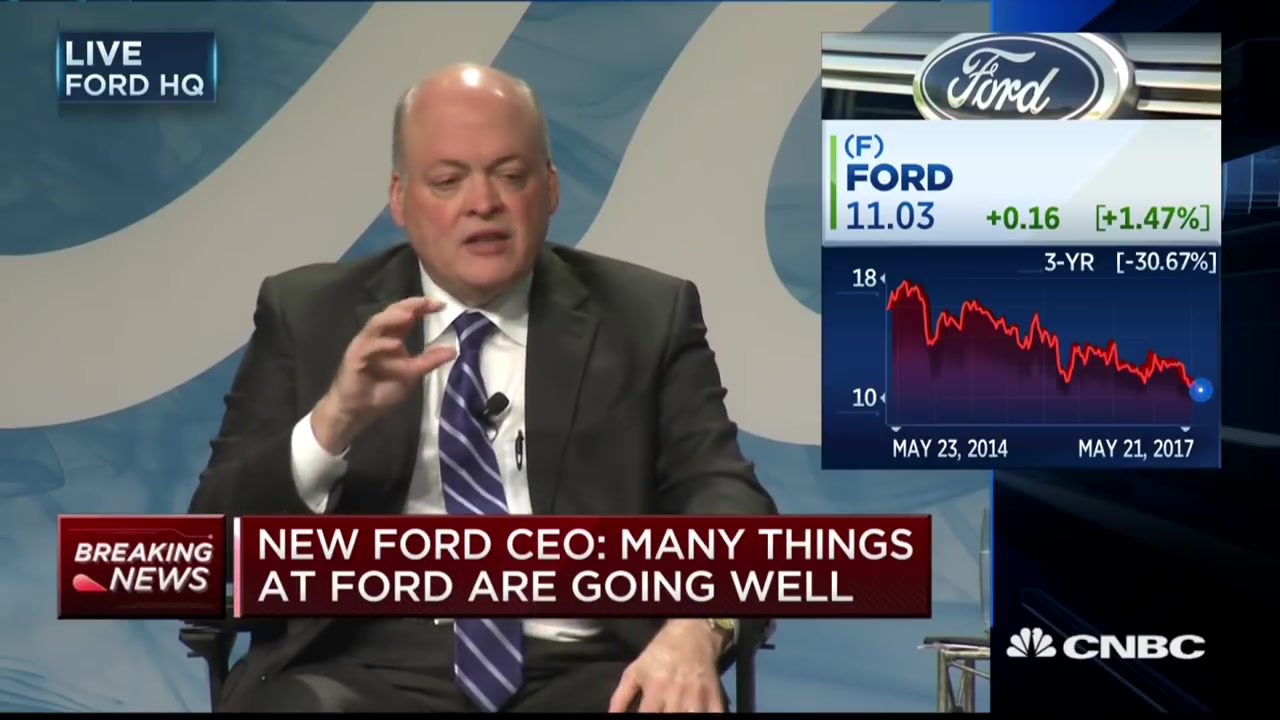 LIVE
FORD HQ
Ford
(F)
FORD
11.03 +0.16 [+1.47%]
3-YR [-30.67%]
18
10
MAY 23, 2014 MAY 21, 2017
BREAKING
NEWS
NEW FORD CEO: MANY THINGS
AT FORD ARE GOING WELL
CNBC